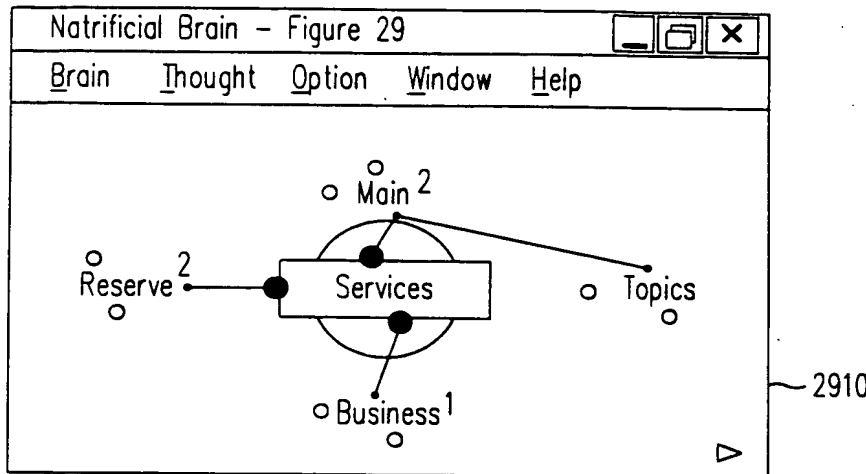 Natrificial Brain - Figure 29
Brain Thought Option Window Help
Main 2
Reserve 2
Services
Topics
2910
Business 1